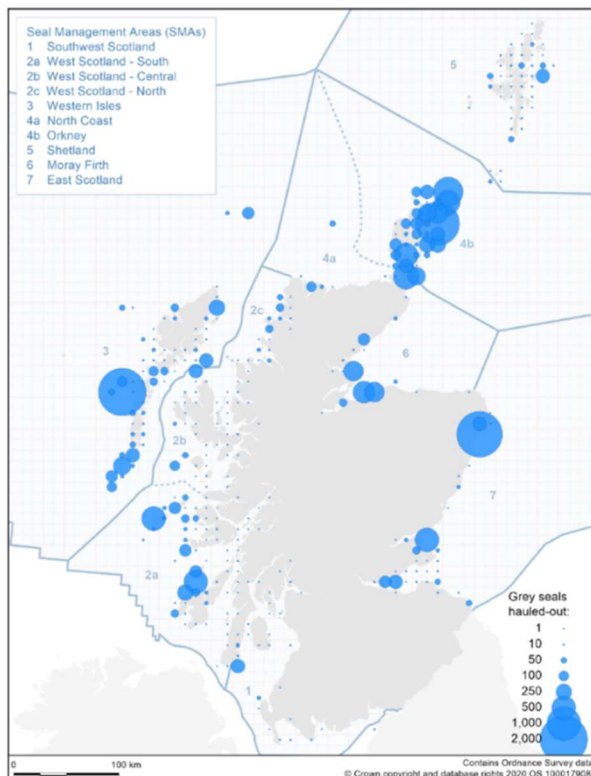 Seal Management Areas (SMAs)
1 Southwest Scotland
2a West Scotland - South
2b West Scotland - Central
2c West Scotland - North
3 Western Isles
4a North Coast
4b Orkney
5 Shetland
6 Moray Firth
7 East Scotland
5
4b
4a
2c
3
6
2b
7
2a
1
Grey seals
hauled-out:
1
10
50
100
250
500
1,000
2,000
0 100 km
Contains Ordnance Survey data
© Crown copyright and database rights 2020 OS 100017908